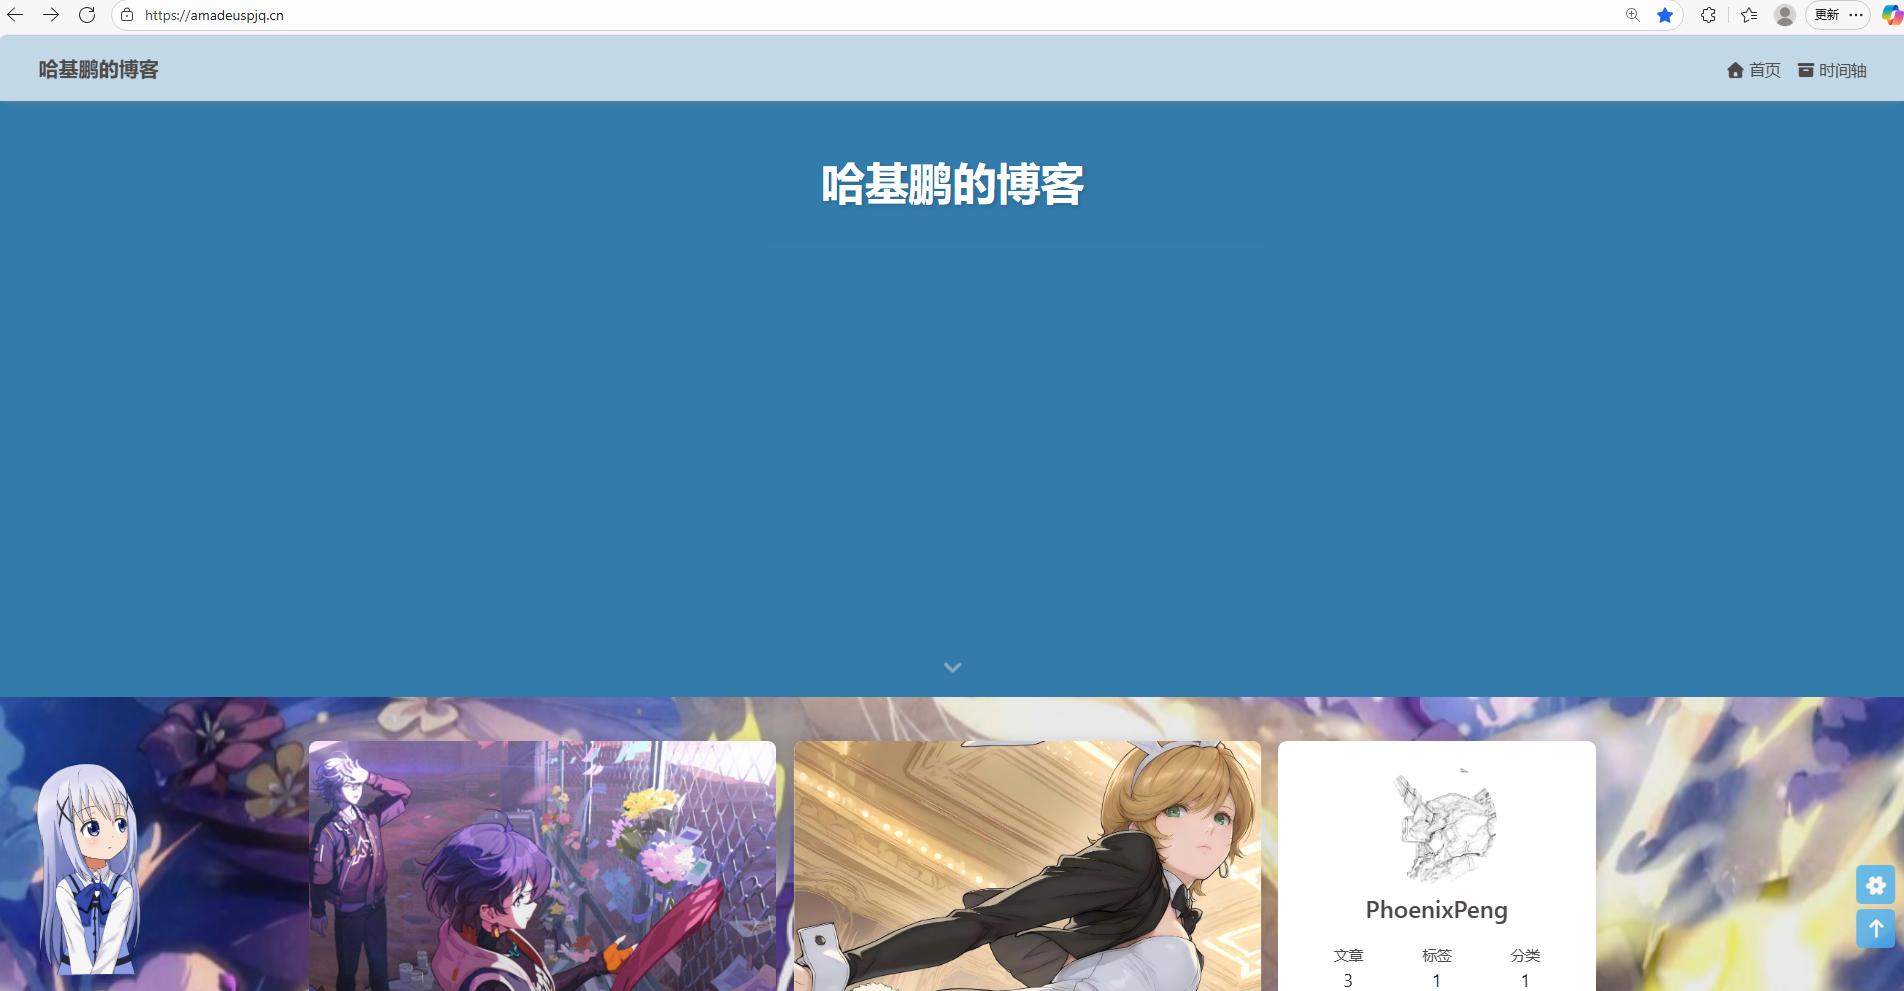 https://amadeuspjq.cn
更新
哈基鹏的博客
首页 时间轴
哈基鹏的博客
PhoenixPeng
文章 标签 分类
3 1 1